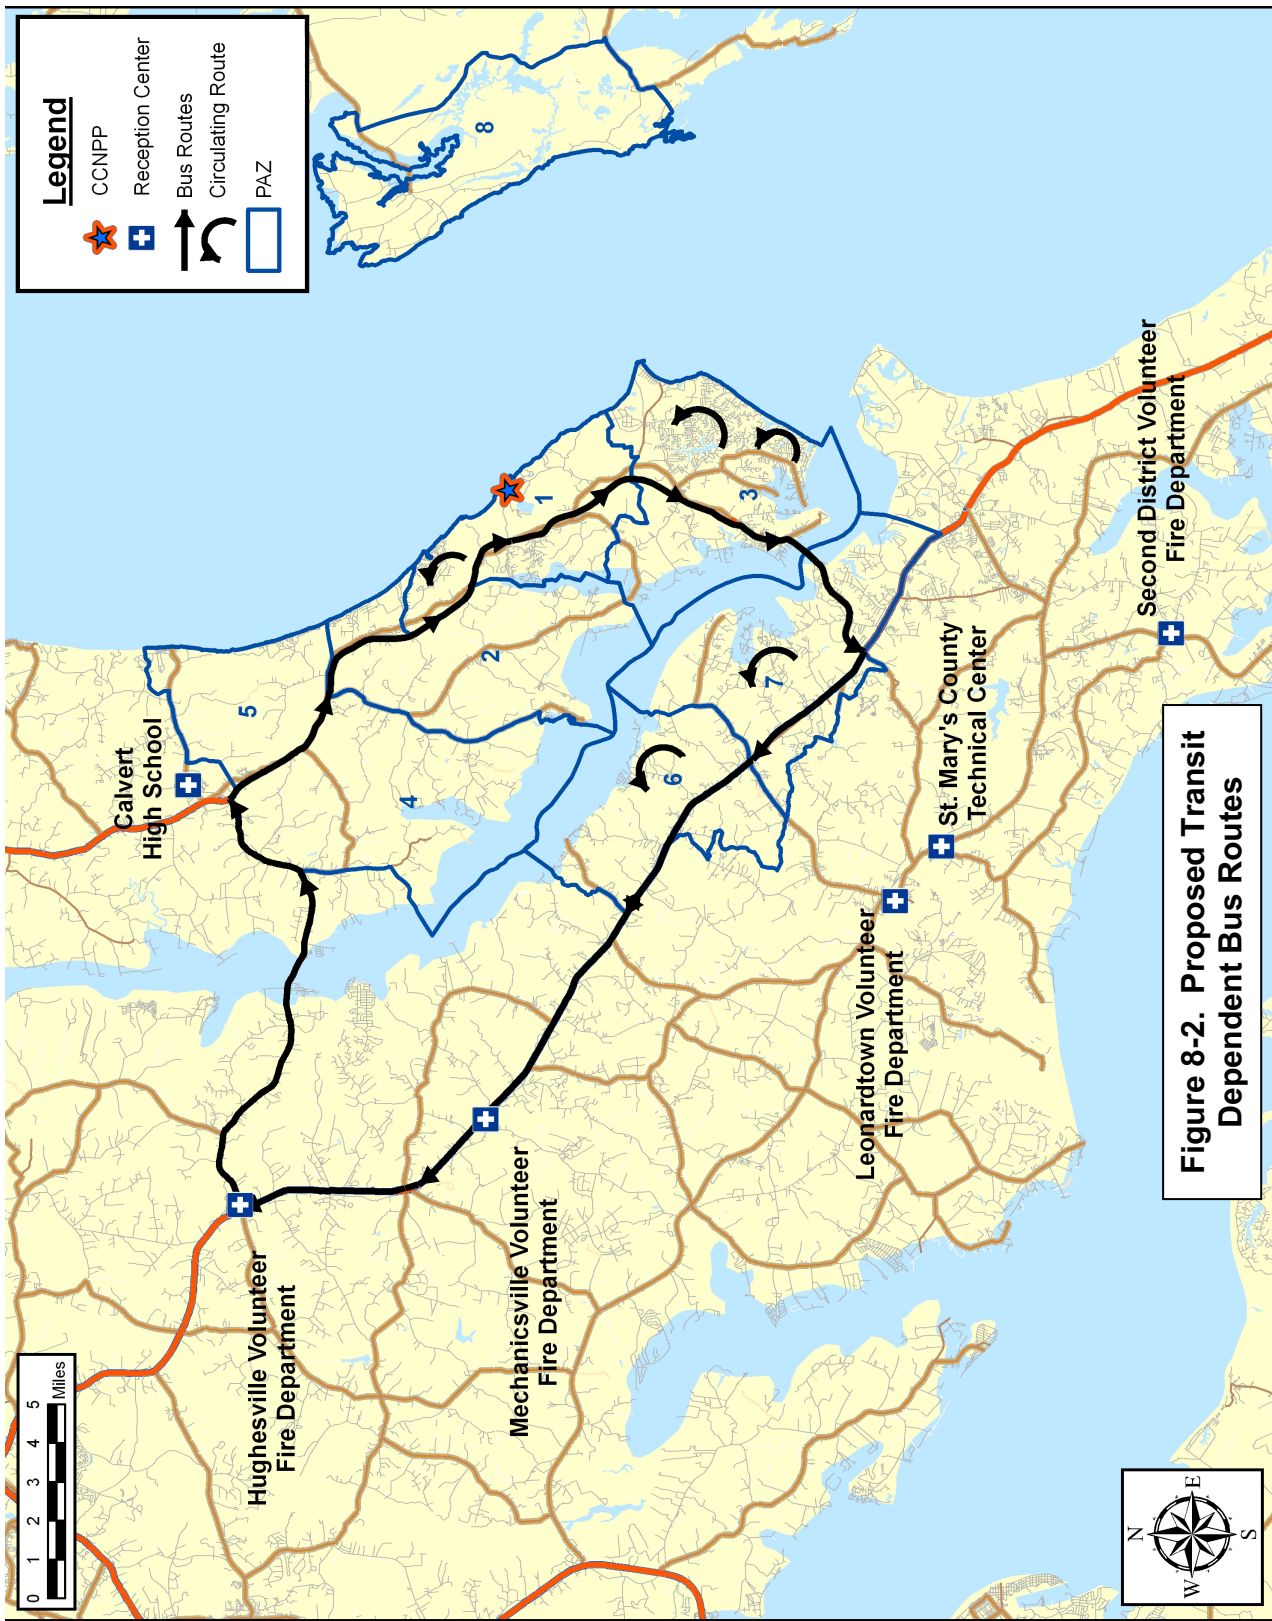 Legend
CCNPP
Reception Center
Bus Routes
Circulating Route
PAZ
8
1
3
2
5
4
7
6
Calvert
High School
Hughesville Volunteer
Fire Department
Mechanicsville Volunteer
Fire Department
Leonardtown Volunteer
Fire Department
St. Mary's County
Technical Center
Second District Volunteer
Fire Department
0 1 2 3 4 5
Miles
N
W E
S
Figure 8-2. Proposed Transit
Dependent Bus Routes